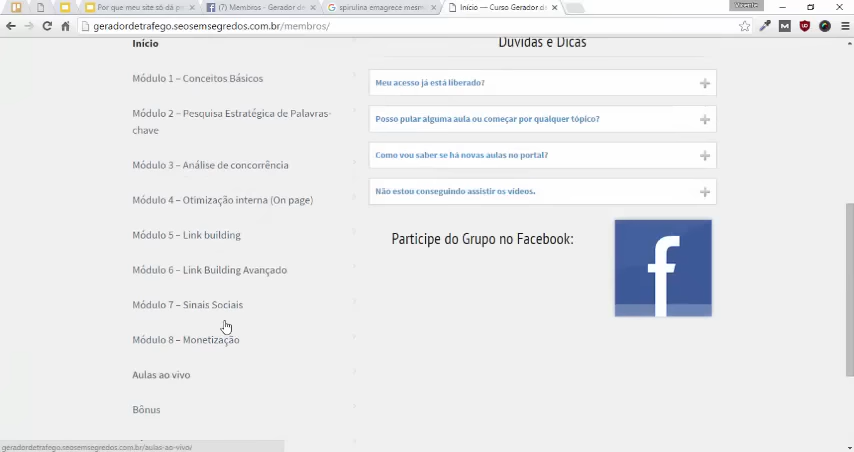 Por que meu site só dá p
(7) Membros - Gerador de
spirulina emagrece mesm
Início — Curso Gerador de
Vicente
geradordetrafego.seosemsegredos.com.br/membros/
Início
Módulo 1 – Conceitos Básicos
Módulo 2 – Pesquisa Estratégica de Palavras-
chave
Módulo 3 – Análise de concorrência
Módulo 4 – Otimização interna (On page)
Módulo 5 – Link building
Módulo 6 – Link Building Avançado
Módulo 7 – Sinais Sociais
Módulo 8 – Monetização
Aulas ao vivo
Bônus
Dúvidas e Dicas
Meu acesso já está liberado?
Posso pular alguma aula ou começar por qualquer tópico?
Como vou saber se há novas aulas no portal?
Não estou conseguindo assistir os vídeos.
Participe do Grupo no Facebook:
f
geradordetrafego.seosemsegredos.com.br/aulas-ao-vivo/